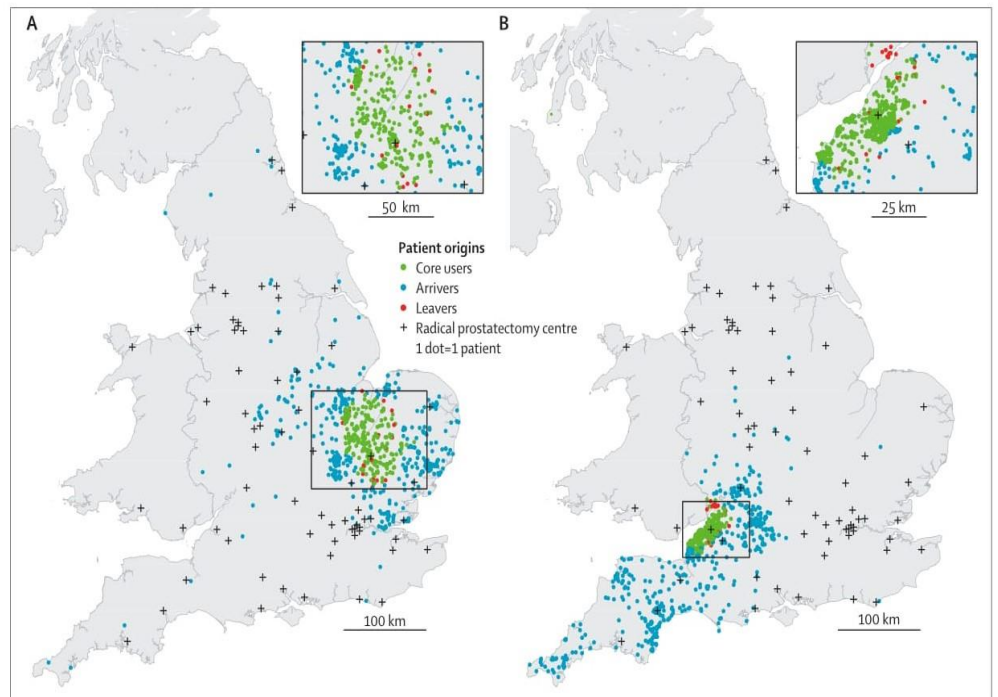 A
50 km
Patient origins
Core users
Arrivers
Leavers
Radical prostatectomy centre
1 dot=1 patient
100 km
B
25 km
100 km